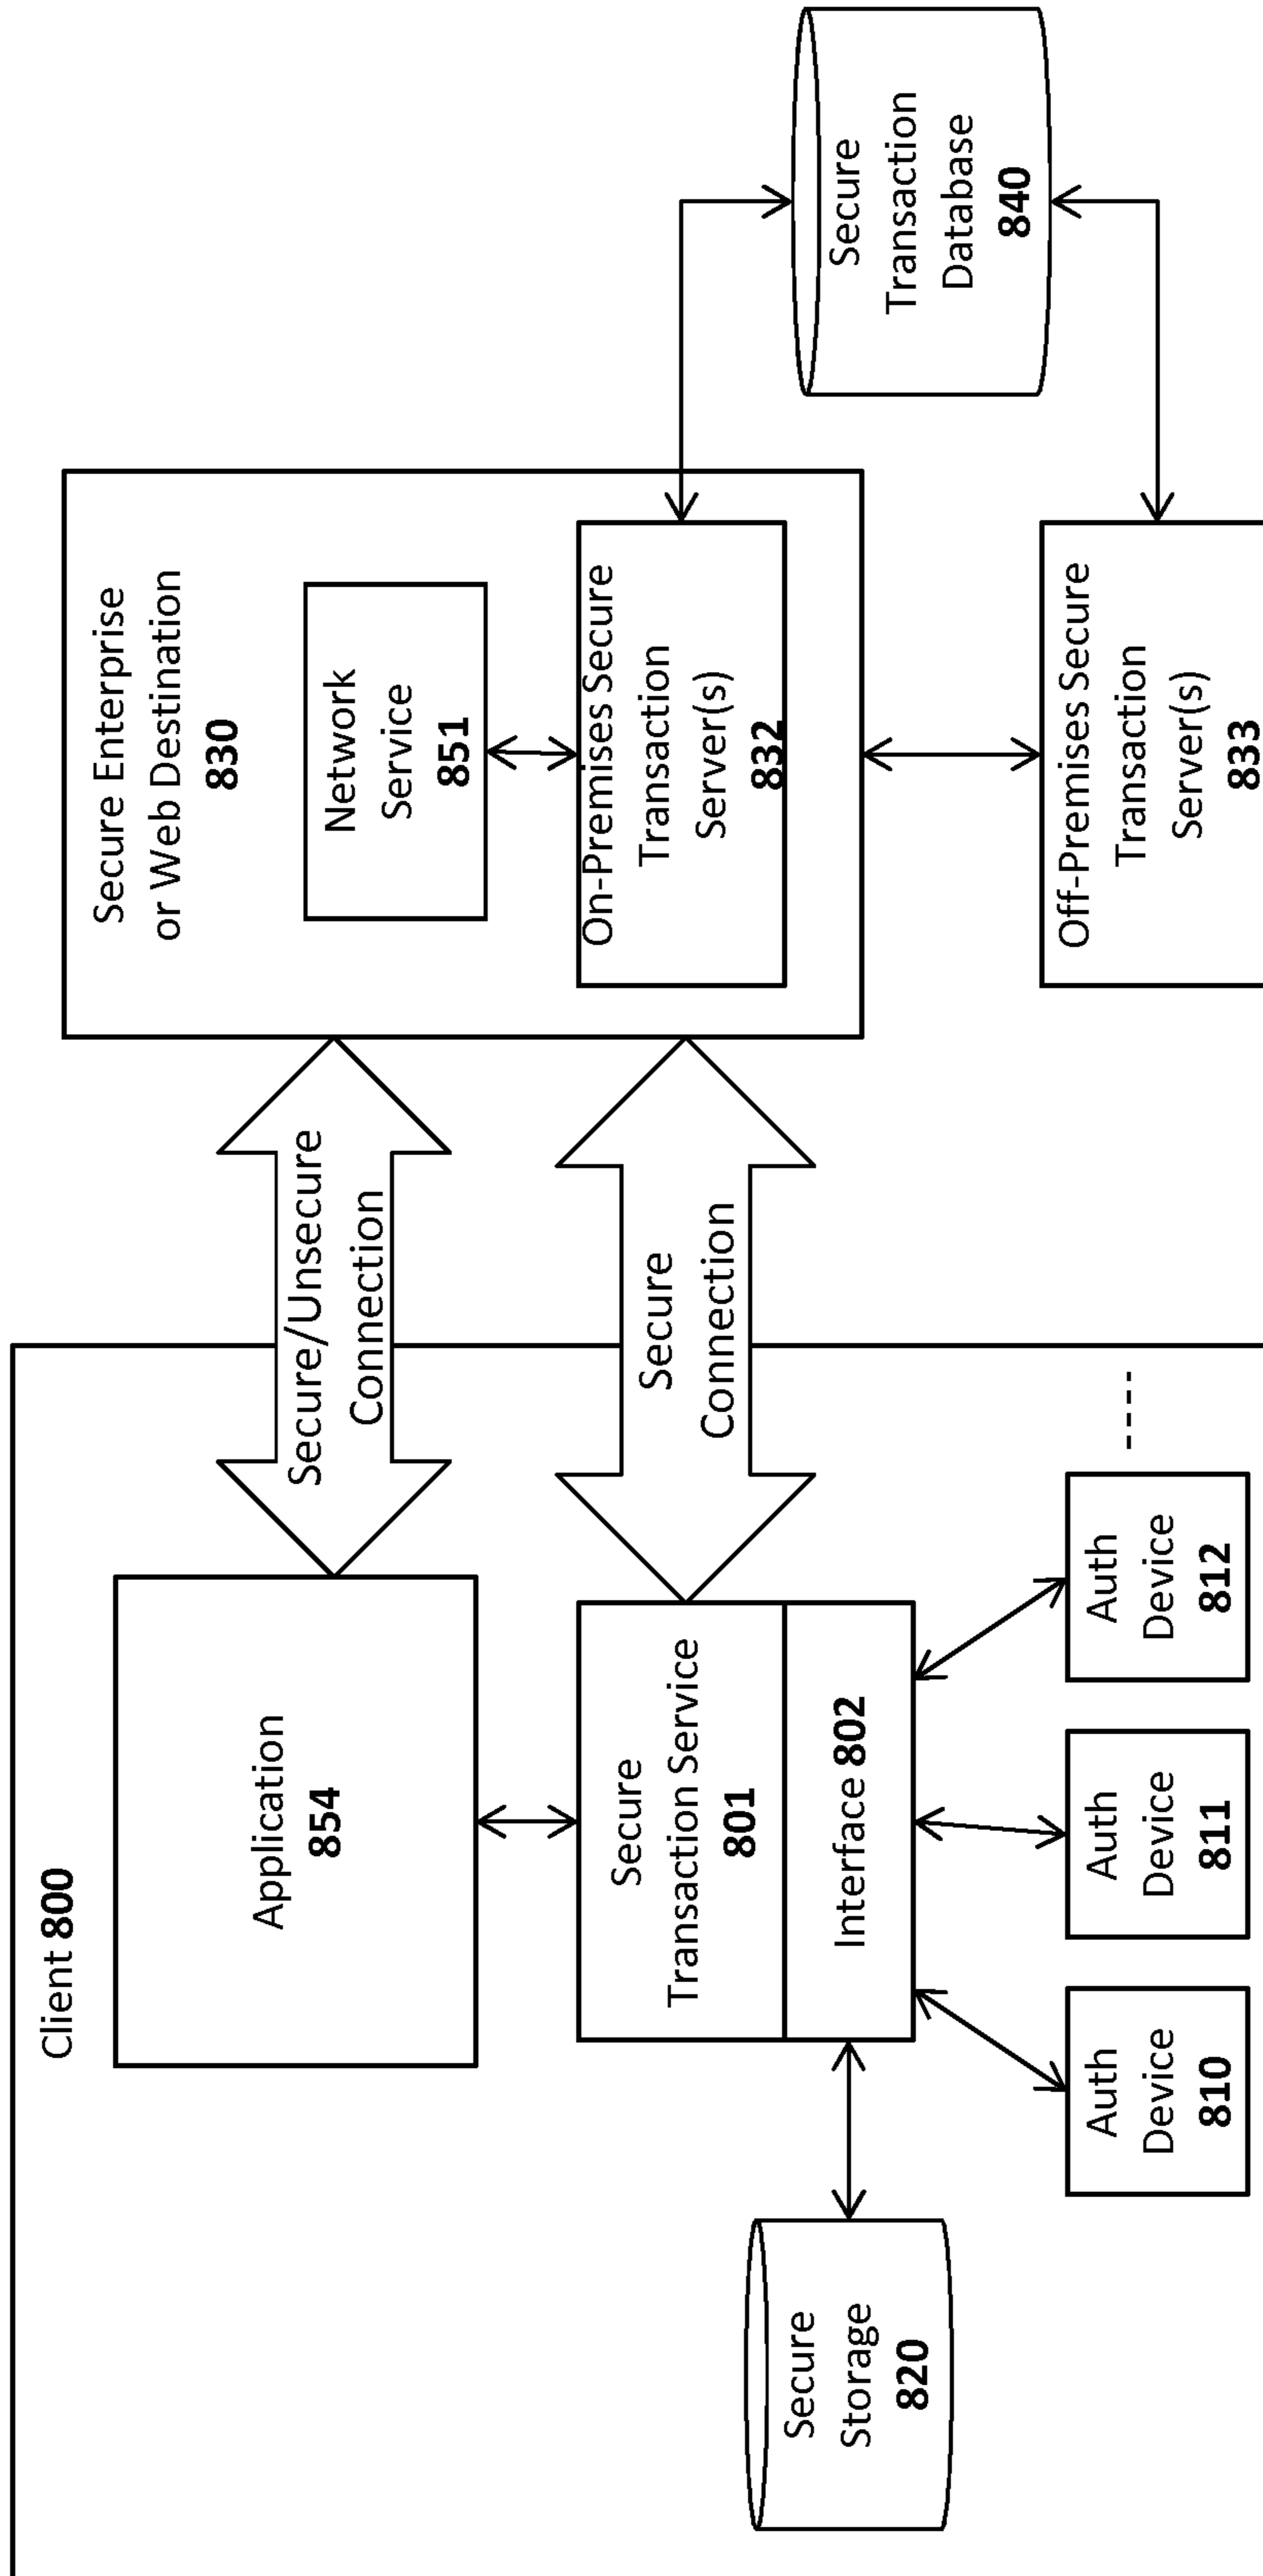 Client 800
Application
854
Secure
Transaction Service
801
Interface 802
Secure
Storage
820
Auth
Device
810
Auth
Device
811
Auth
Device
812
Secure/Unsecure
Connection
Secure
Connection
Secure Enterprise
or Web Destination
830
Network
Service
851
On-Premises Secure
Transaction
Server(s)
832
Off-Premises Secure
Transaction
Server(s)
833
Secure
Transaction
Database
840